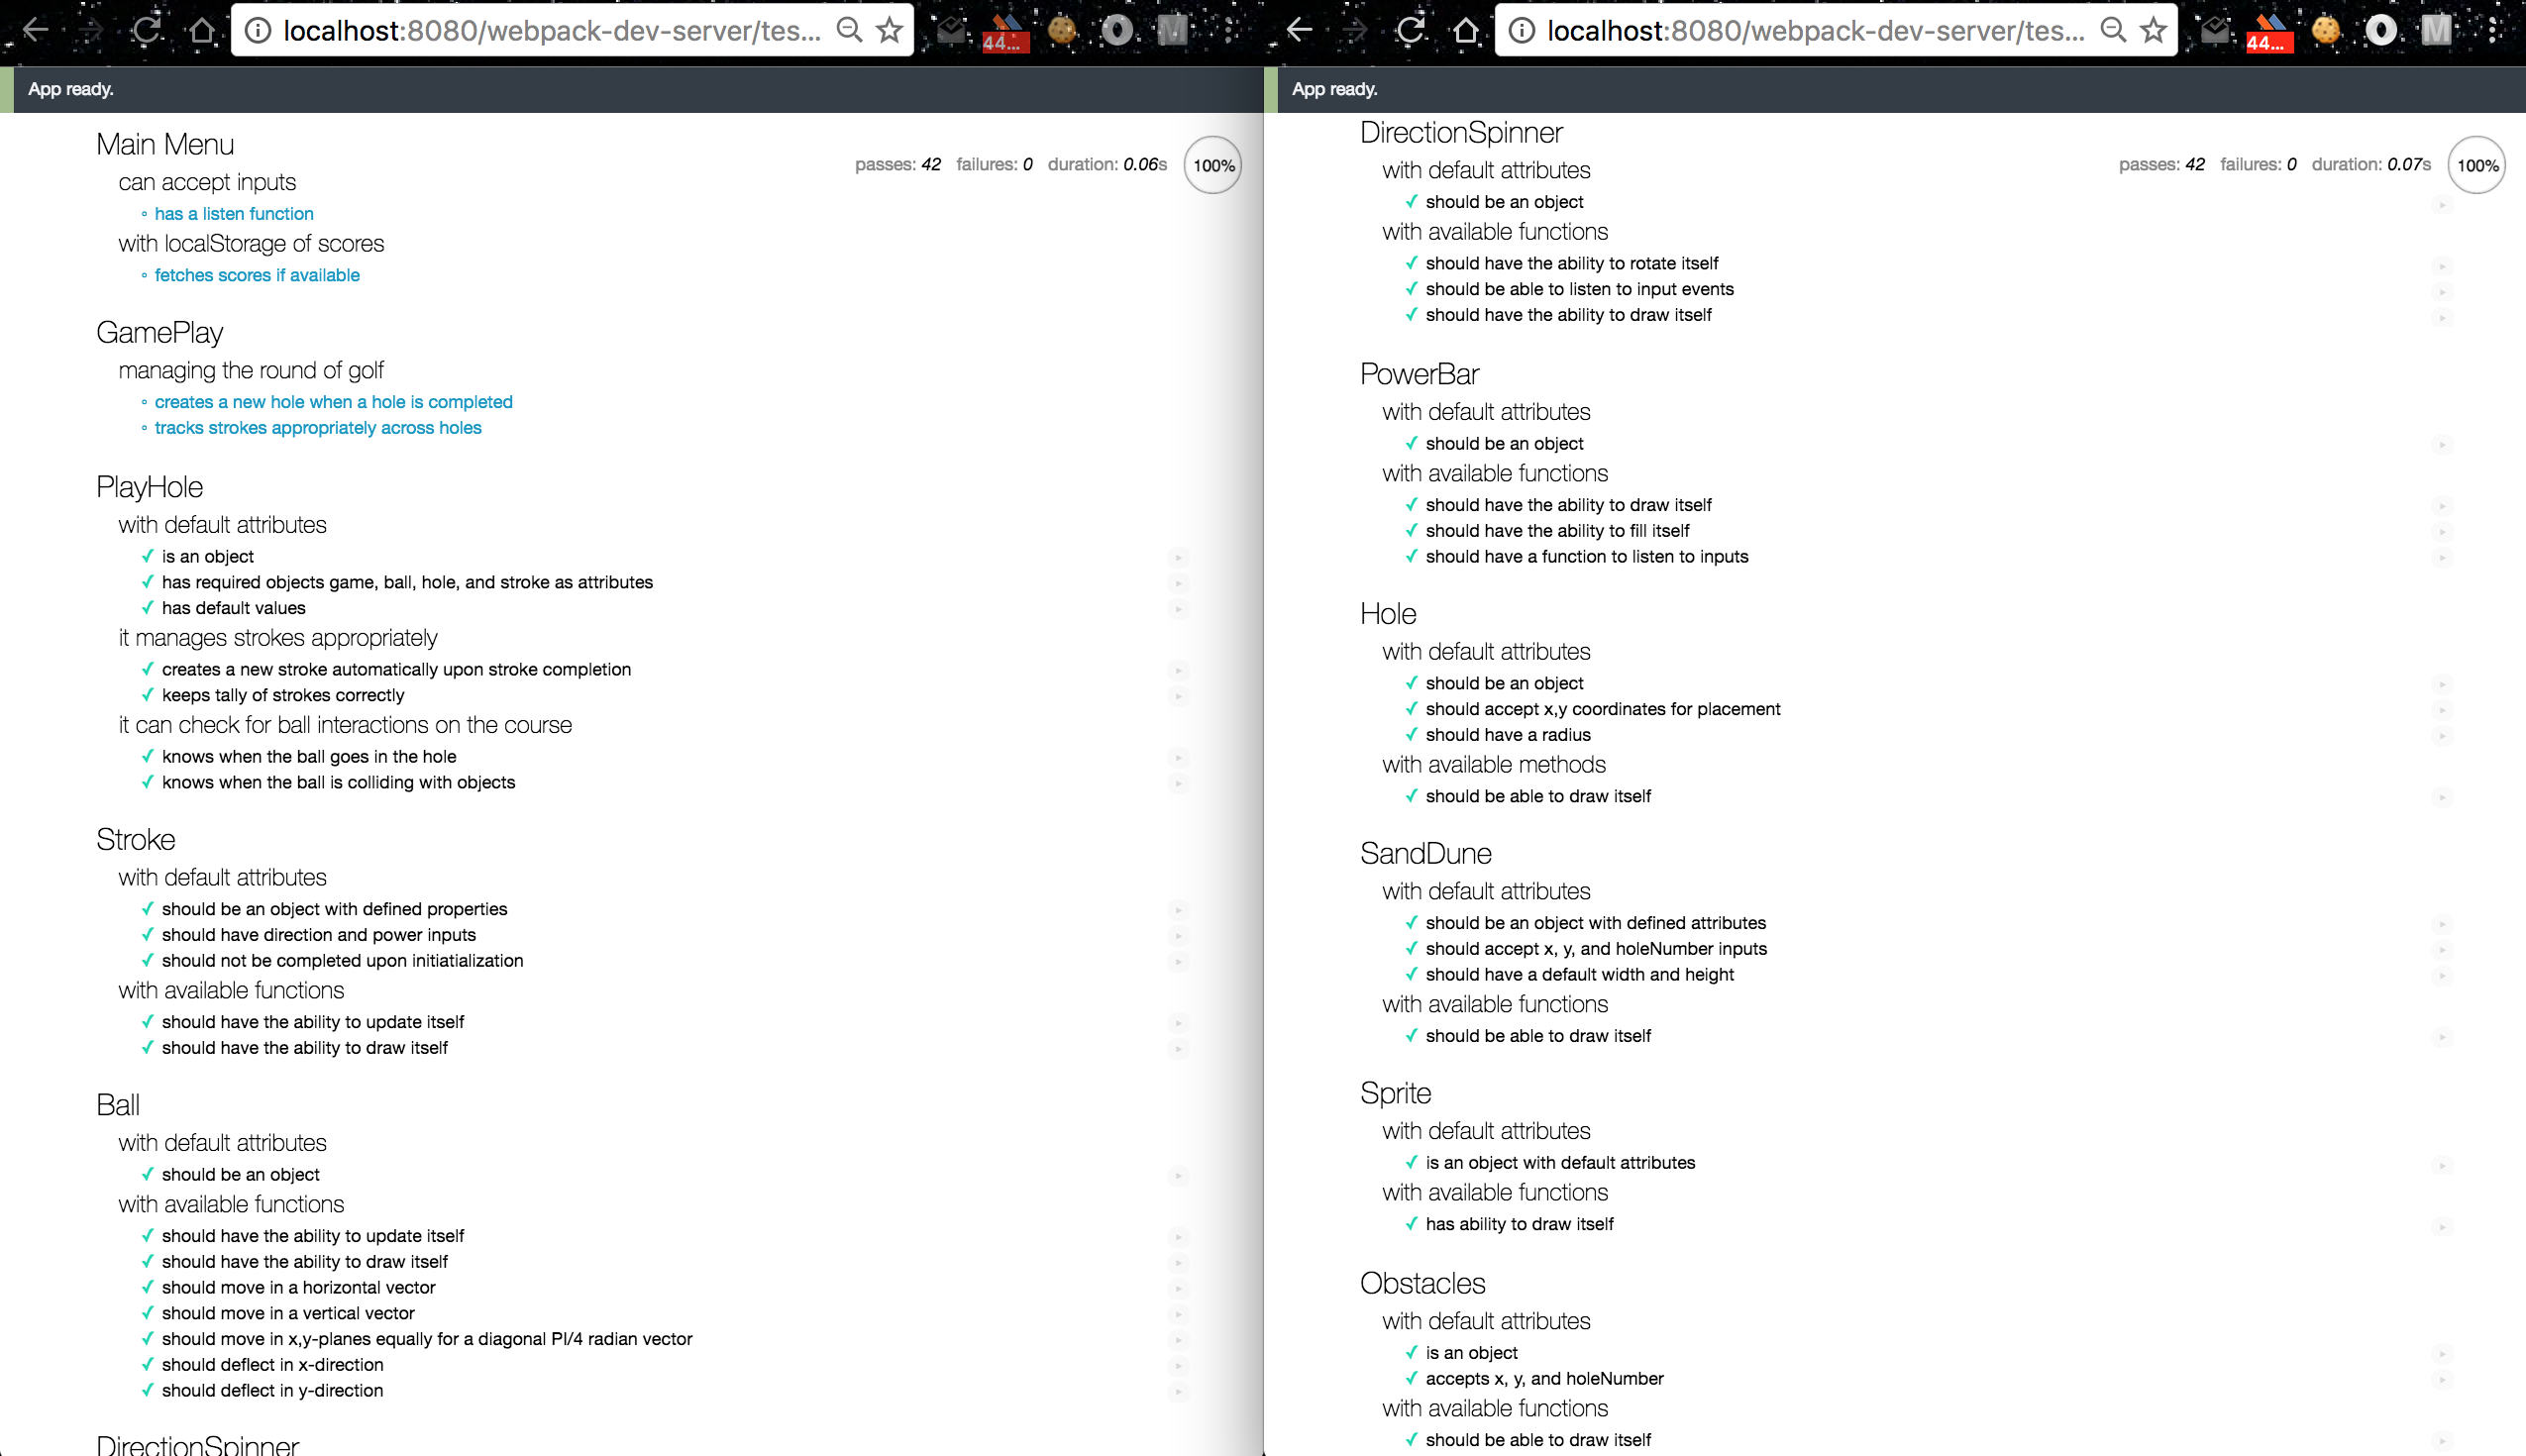 localhost:8080/webpack-dev-server/tes...
44...
App ready.
passes: 42 failures: 0 duration: 0.06s 100%
Main Menu
can accept inputs
has a listen function
with localStorage of scores
fetches scores if available
GamePlay
managing the round of golf
creates a new hole when a hole is completed
tracks strokes appropriately across holes
PlayHole
with default attributes
✓ is an object
✓ has required objects game, ball, hole, and stroke as attributes
✓ has default values
it manages strokes appropriately
✓ creates a new stroke automatically upon stroke completion
✓ keeps tally of strokes correctly
it can check for ball interactions on the course
✓ knows when the ball goes in the hole
✓ knows when the ball is colliding with objects
Stroke
with default attributes
✓ should be an object with defined properties
✓ should have direction and power inputs
✓ should not be completed upon initiatialization
with available functions
✓ should have the ability to update itself
✓ should have the ability to draw itself
Ball
with default attributes
✓ should be an object
with available functions
✓ should have the ability to update itself
✓ should have the ability to draw itself
✓ should move in a horizontal vector
✓ should move in a vertical vector
✓ should move in x,y-planes equally for a diagonal PI/4 radian vector
✓ should deflect in x-direction
✓ should deflect in y-direction
DirectionSpinner
localhost:8080/webpack-dev-server/tes...
44...
M
App ready.
passes: 42 failures: 0 duration: 0.07s 100%
DirectionSpinner
with default attributes
✓ should be an object
with available functions
✓ should have the ability to rotate itself
✓ should be able to listen to input events
✓ should have the ability to draw itself
PowerBar
with default attributes
✓ should be an object
with available functions
✓ should have the ability to draw itself
✓ should have the ability to fill itself
✓ should have a function to listen to inputs
Hole
with default attributes
✓ should be an object
✓ should accept x,y coordinates for placement
✓ should have a radius
with available methods
✓ should be able to draw itself
SandDune
with default attributes
✓ should be an object with defined attributes
✓ should accept x, y, and holeNumber inputs
✓ should have a default width and height
with available functions
✓ should be able to draw itself
Sprite
with default attributes
✓ is an object with default attributes
with available functions
✓ has ability to draw itself
Obstacles
with default attributes
✓ is an object
✓ accepts x, y, and holeNumber
with available functions
✓ should be able to draw itself